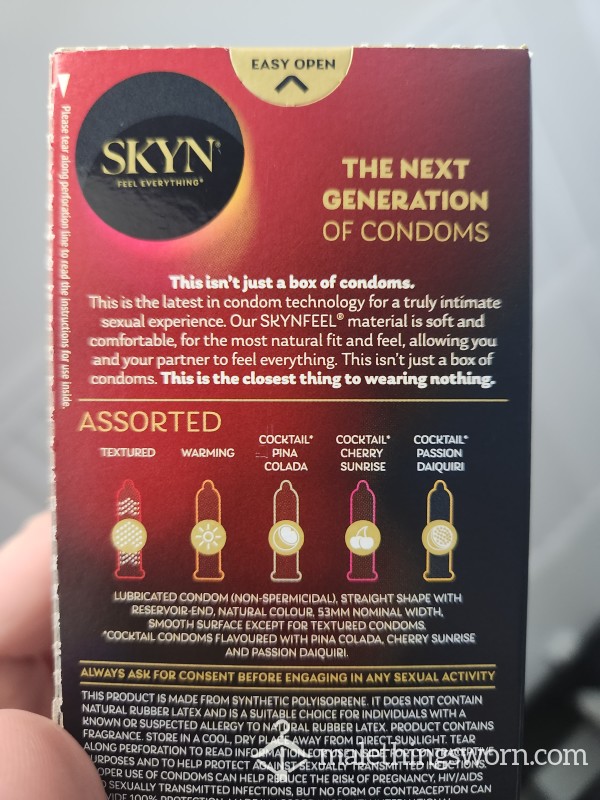 EASY OPEN
Please tear along perforation line to read the instructions for use inside.
SKYN®
FEEL EVERYTHING*
THE NEXT
GENERATION
OF CONDOMS
This isn't just a box of condoms.
This is the latest in condom technology for a truly intimate
sexual experience. Our SKYNFEEL® material is soft and
comfortable, for the most natural fit and feel, allowing you
and your partner to feel everything. This isn't just a box of
condoms. This is the closest thing to wearing nothing.
ASSORTED
TEXTURED
WARMING
COCKTAIL*
PINA
COLADA
COCKTAIL*
CHERRY
SUNRISE
COCKTAIL*
PASSION
DAIQUIRI
LUBRICATED CONDOM (NON-SPERMICIDAL), STRAIGHT SHAPE WITH
RESERVOIR-END, NATURAL COLOUR, 53MM NOMINAL WIDTH,
SMOOTH SURFACE EXCEPT FOR TEXTURED CONDOMS.
*COCKTAIL CONDOMS FLAVOURED WITH PINA COLADA, CHERRY SUNRISE
AND PASSION DAIQUIRI.
ALWAYS ASK FOR CONSENT BEFORE ENGAGING IN ANY SEXUAL ACTIVITY
THIS PRODUCT IS MADE FROM SYNTHETIC POLYISOPRENE. IT DOES NOT CONTAIN
NATURAL RUBBER LATEX AND IS A SUITABLE CHOICE FOR INDIVIDUALS WITH A
KNOWN OR SUSPECTED ALLERGY TO NATURAL RUBBER LATEX. PRODUCT CONTAINS
FRAGRANCE. STORE IN A COOL, DRY PLACE AWAY FROM DIRECT SUNLIGHT. TEAR
ALONG PERFORATION TO READ INFORMATION
malethingsworn.com
PURPOSES AND TO HELP PROTECT AGAINST SEXUALLY TRANSMITTED INFECTIONS.
PROPER USE OF CONDOMS CAN HELP REDUCE THE RISK OF PREGNANCY, HIV/AIDS
SEXUALLY TRANSMITTED INFECTIONS, BUT NO FORM OF CONTRACEPTION CAN
100%